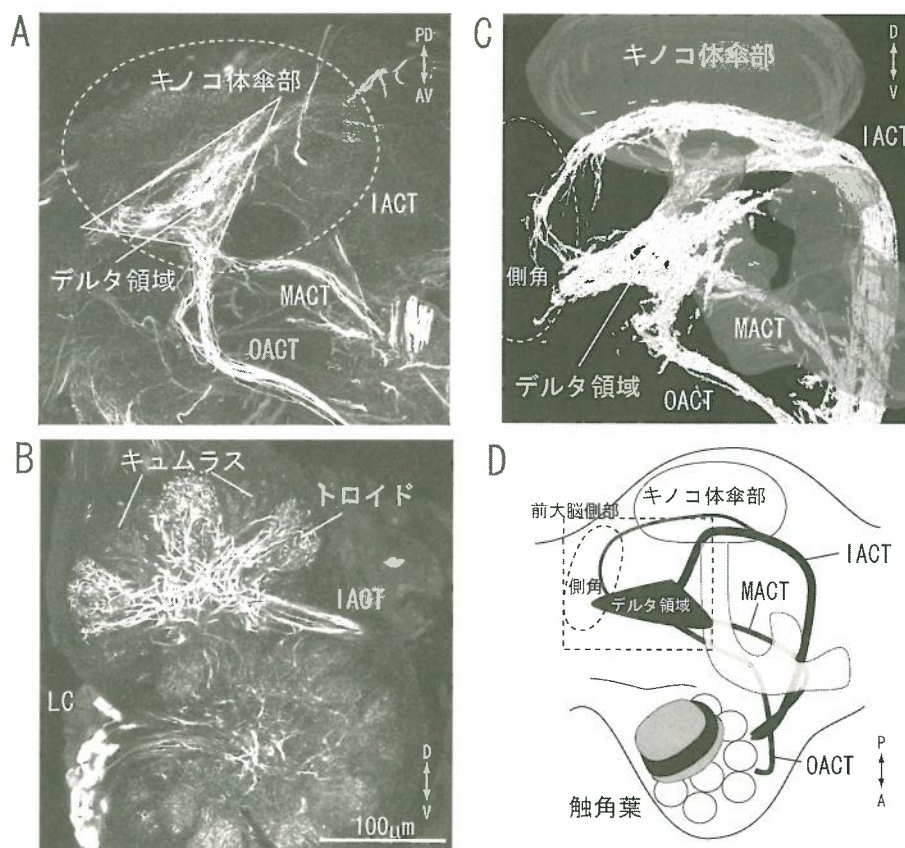 A
PD
AV
キノコ体傘部
IACT
デルタ領域
MACT
OACT
B
キュムラス
トロイド
IACT
LC
D
V
100μm
C
キノコ体傘部
D
V
IACT
側角
MACT
デルタ領域
OACT
D
キノコ体傘部
前大脳側部
IACT
側角
MACT
デルタ領域
OACT
P
A
触角葉